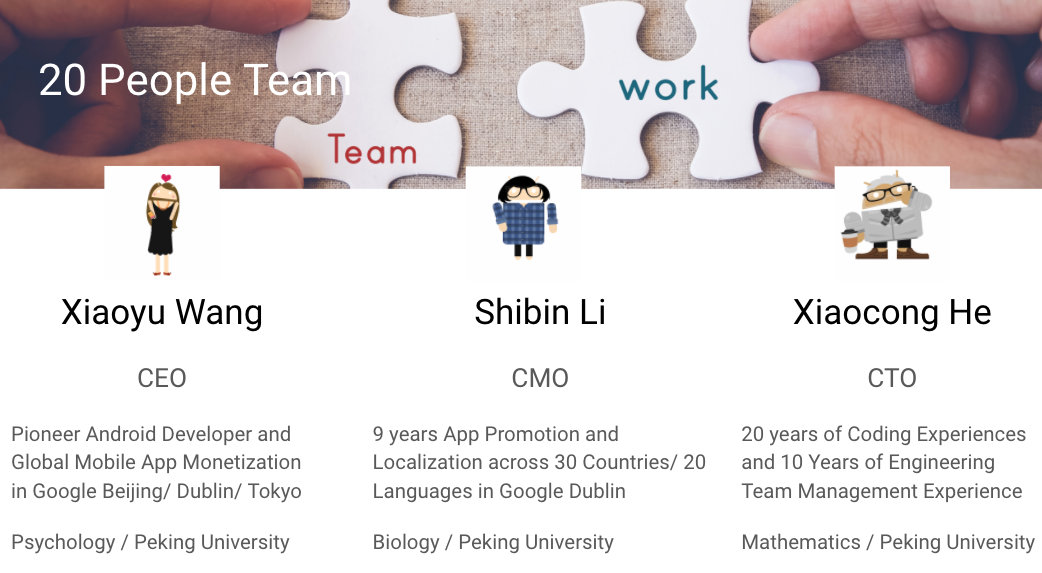 20 People Team
work
Team
Xiaoyu Wang
CEO
Pioneer Android Developer and
Global Mobile App Monetization
in Google Beijing/ Dublin/ Tokyo
Psychology / Peking University
Shibin Li
CMO
9 years App Promotion and
Localization across 30 Countries/ 20
Languages in Google Dublin
Biology / Peking University
Xiaocong He
CTO
20 years of Coding Experiences
and 10 Years of Engineering
Team Management Experience
Mathematics / Peking University